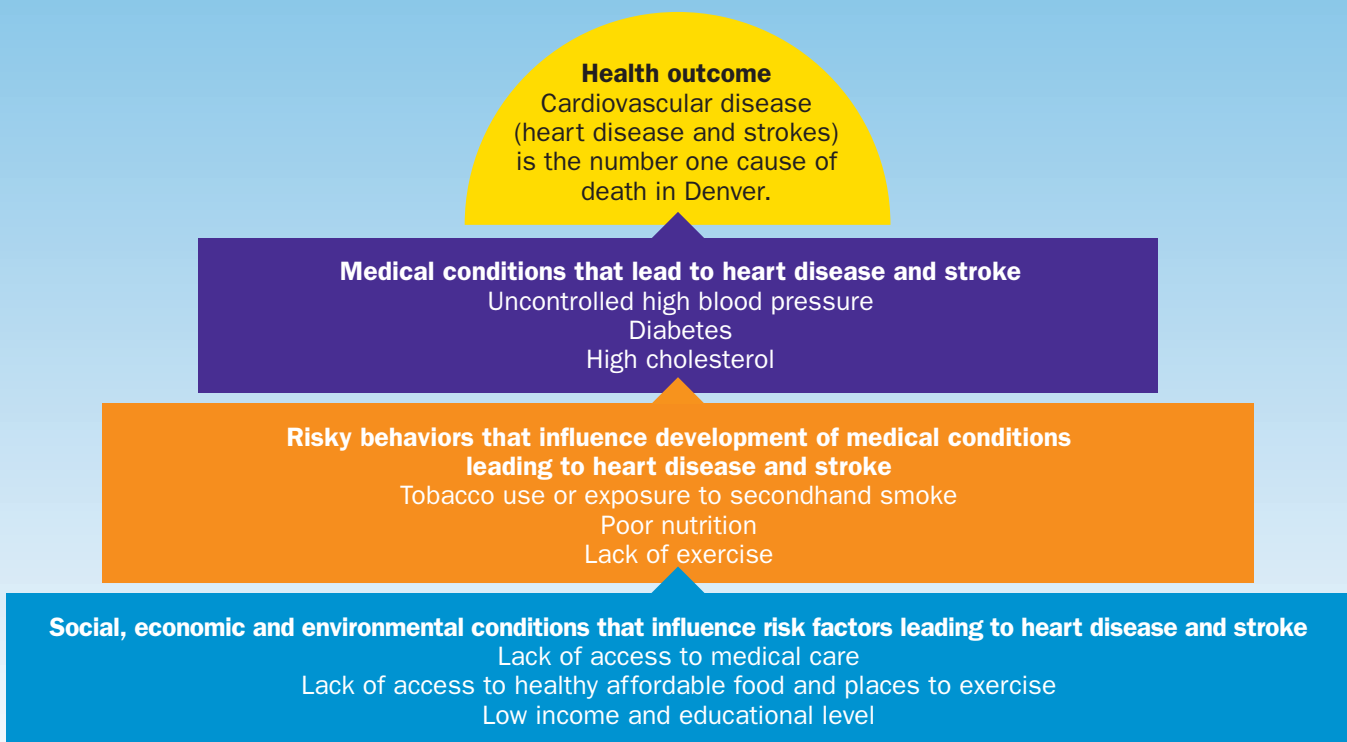 Health outcome
Cardiovascular disease
(heart disease and strokes)
is the number one cause of
death in Denver.
Medical conditions that lead to heart disease and stroke
Uncontrolled high blood pressure
Diabetes
High cholesterol
Risky behaviors that influence development of medical conditions
leading to heart disease and stroke
Tobacco use or exposure to secondhand smoke
Poor nutrition
Lack of exercise
Social, economic and environmental conditions that influence risk factors leading to heart disease and stroke
Lack of access to medical care
Lack of access to healthy affordable food and places to exercise
Low income and educational level